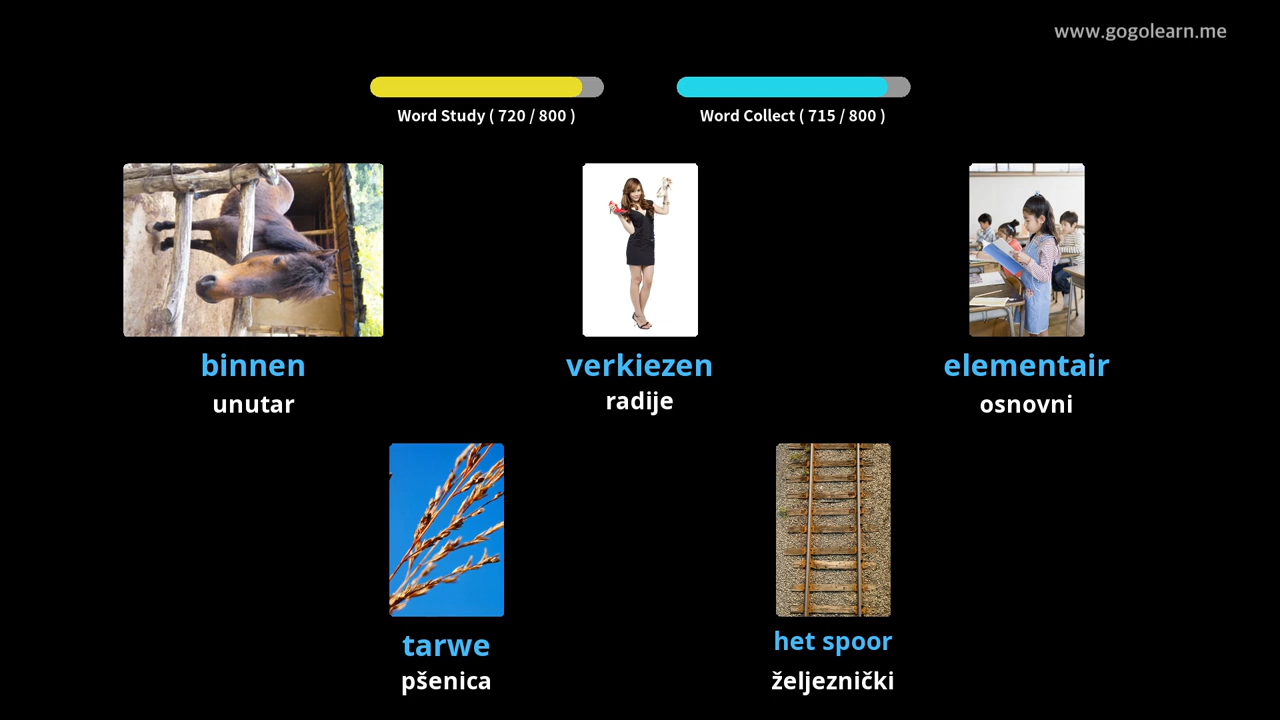 www.gogolearn.me
Word Study ( 720 / 800 )
Word Collect ( 715 / 800 )
binnen
unutar
verkiezen
radije
elementair
osnovni
tarwe
pšenica
het spoor
željeznički